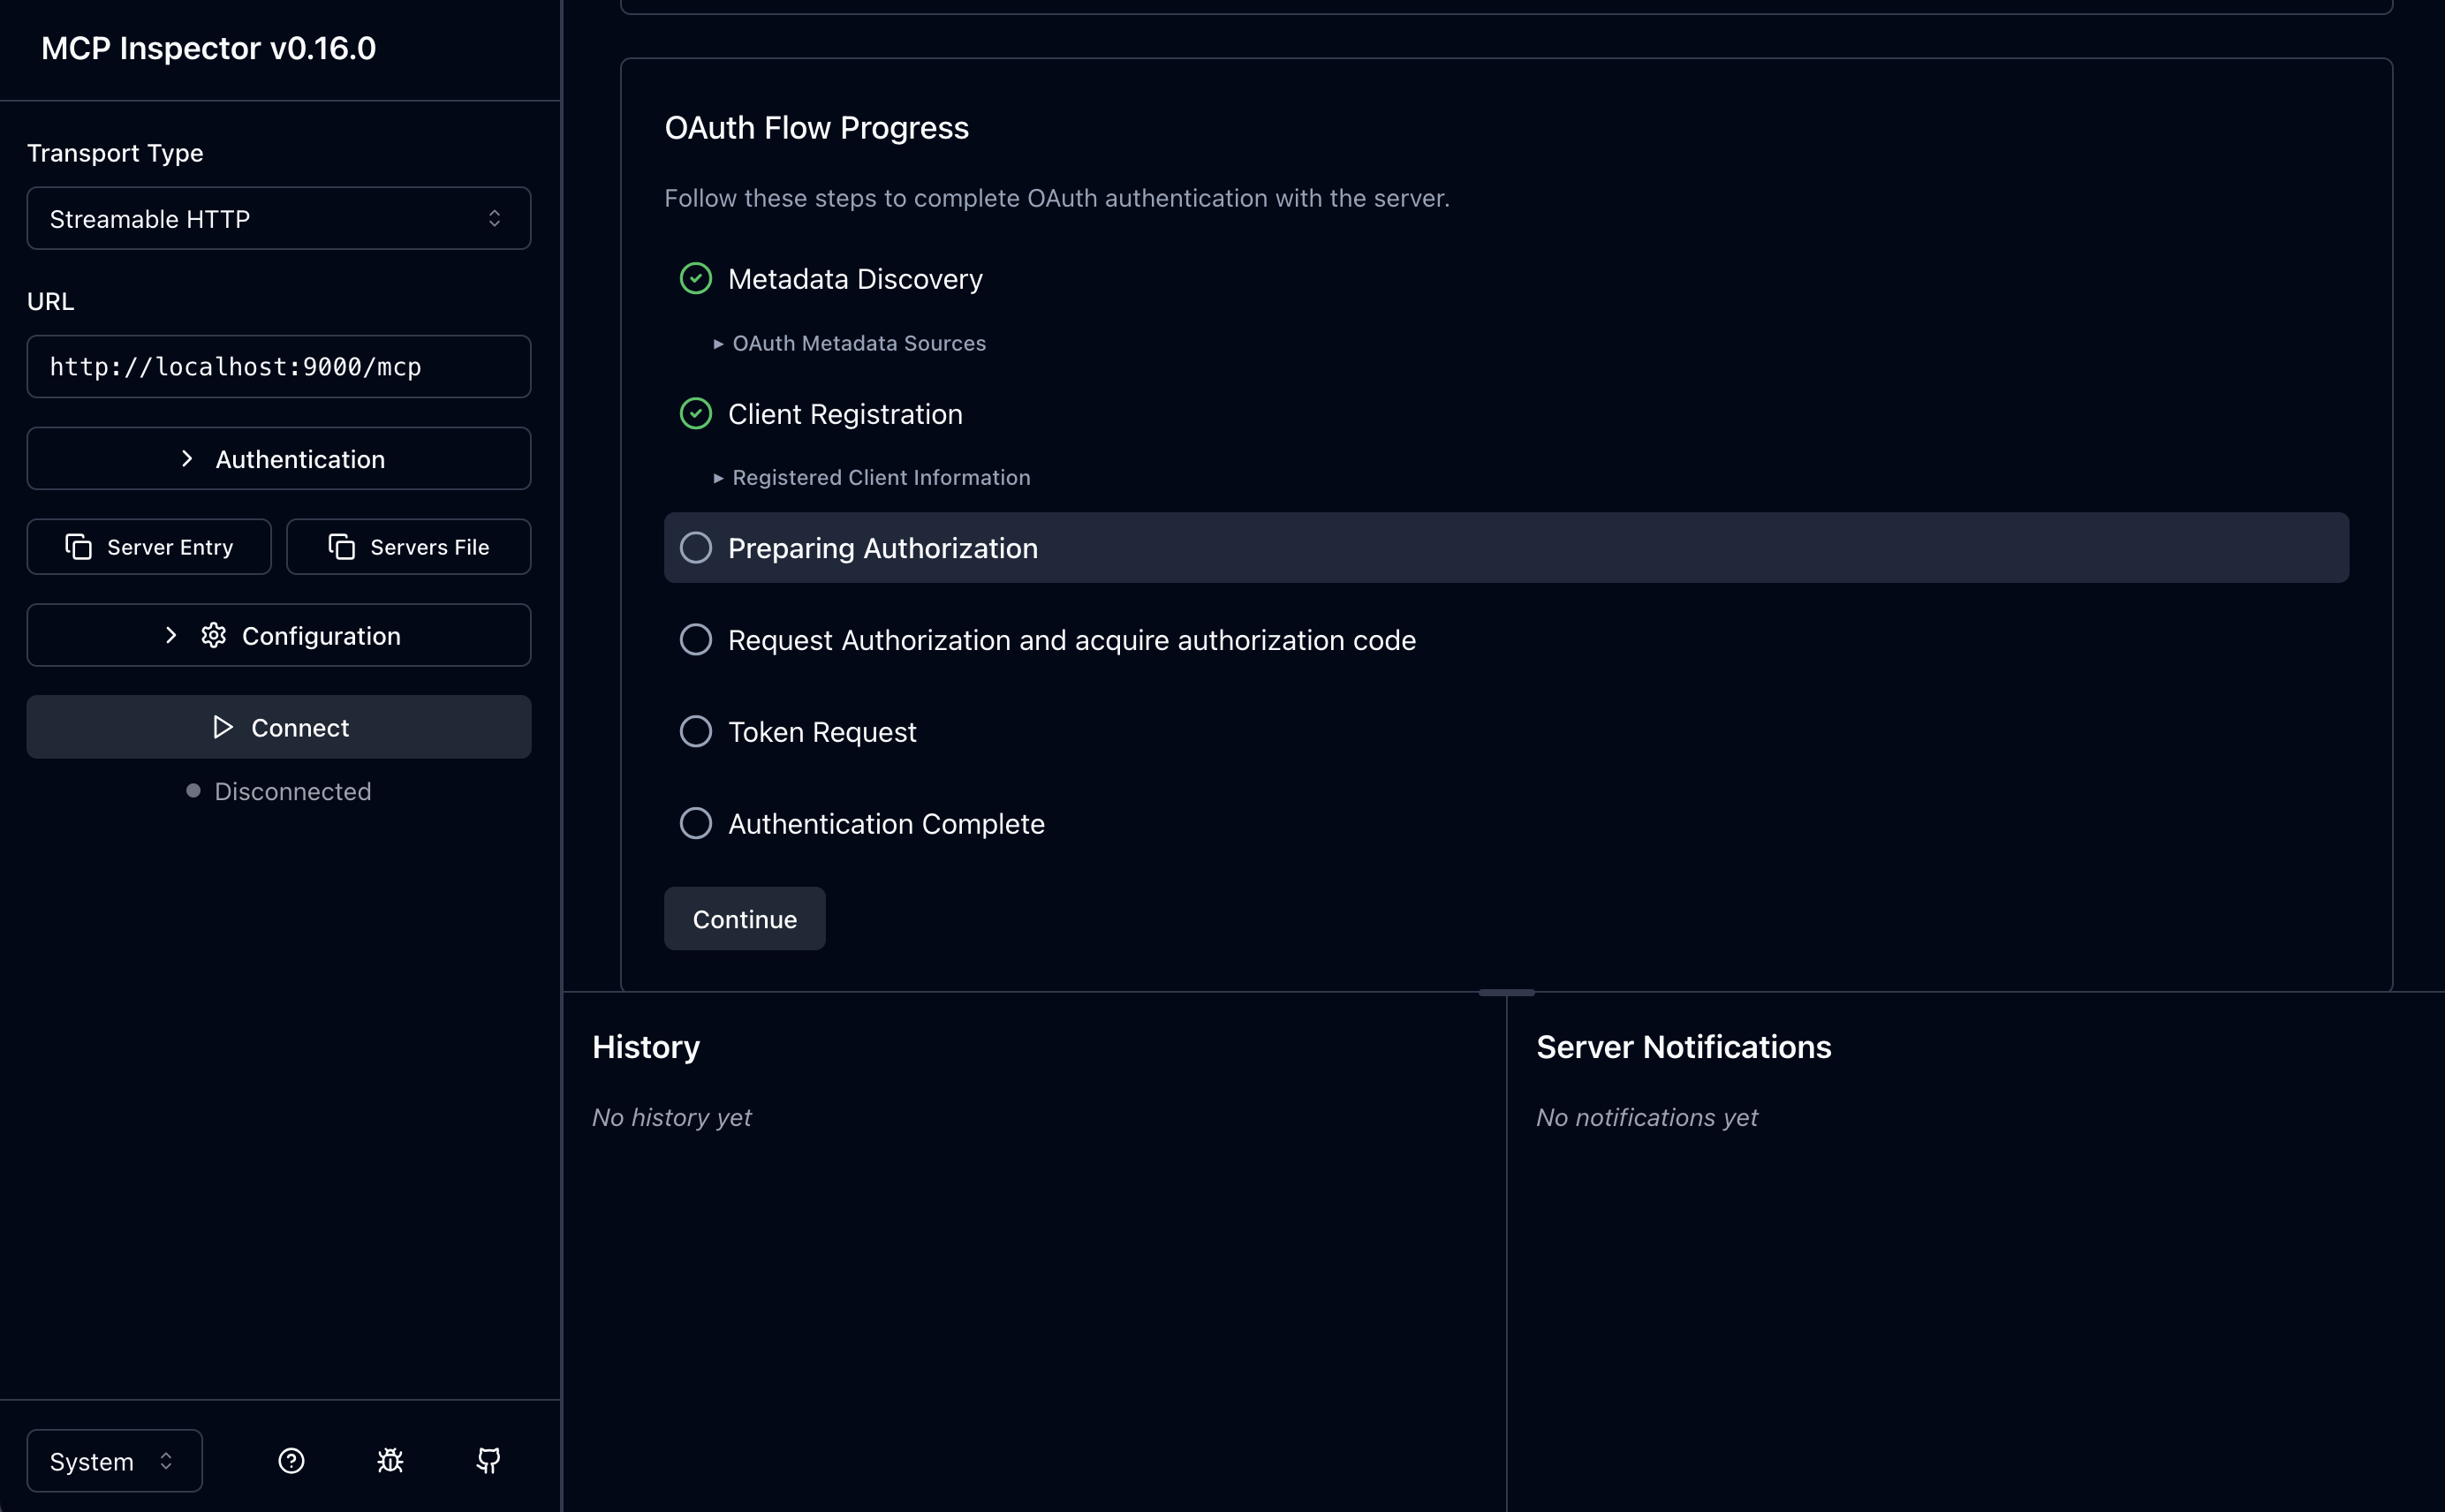 MCP Inspector v0.16.0
Transport Type
Streamable HTTP
URL
http://localhost:9000/mcp
Authentication
Server Entry
Servers File
Configuration
Connect
Disconnected
System
OAuth Flow Progress
Follow these steps to complete OAuth authentication with the server.
Metadata Discovery
OAuth Metadata Sources
Client Registration
Registered Client Information
Preparing Authorization
Request Authorization and acquire authorization code
Token Request
Authentication Complete
Continue
History
No history yet
Server Notifications
No notifications yet